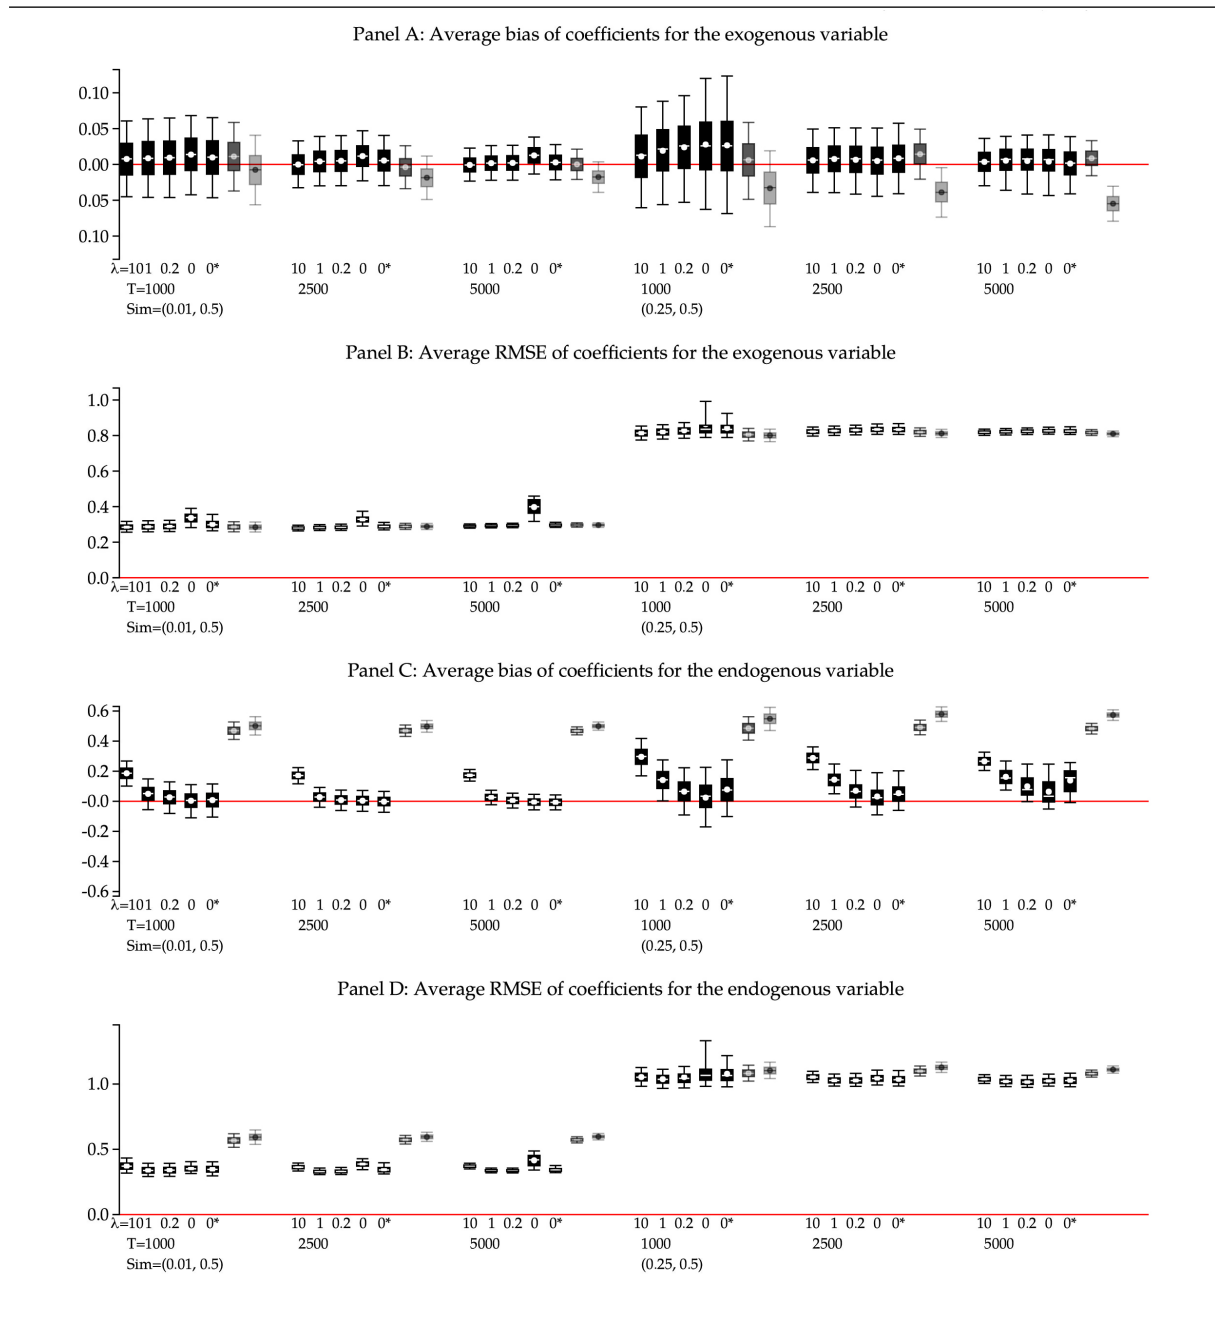 Panel A: Average bias of coefficients for the exogenous variable
0.10
0.05
0.00
0.05
0.10
λ=101 0.2 0 0* 10 1 0.2 0 0* 10 1 0.2 0 0* 10 1 0.2 0 0* 10 1 0.2 0 0* 10 1 0.2 0 0*
T=1000 2500 5000 1000 2500 5000
Sim=(0.01, 0.5) (0.25, 0.5)
Panel B: Average RMSE of coefficients for the exogenous variable
1.0
0.8
0.6
0.4
0.2
0.0
λ=101 0.2 0 0* 10 1 0.2 0 0* 10 1 0.2 0 0* 10 1 0.2 0 0* 10 1 0.2 0 0* 10 1 0.2 0 0*
T=1000 2500 5000 1000 2500 5000
Sim=(0.01, 0.5) (0.25, 0.5)
Panel C: Average bias of coefficients for the endogenous variable
0.6
0.4
0.2
-0.0
-0.2
-0.4
-0.6
λ=101 0.2 0 0* 10 1 0.2 0 0* 10 1 0.2 0 0* 10 1 0.2 0 0* 10 1 0.2 0 0* 10 1 0.2 0 0*
T=1000 2500 5000 1000 2500 5000
Sim=(0.01, 0.5) (0.25, 0.5)
Panel D: Average RMSE of coefficients for the endogenous variable
1.0
0.5
0.0
λ=101 0.2 0 0* 10 1 0.2 0 0* 10 1 0.2 0 0* 10 1 0.2 0 0* 10 1 0.2 0 0* 10 1 0.2 0 0*
T=1000 2500 5000 1000 2500 5000
Sim=(0.01, 0.5) (0.25, 0.5)